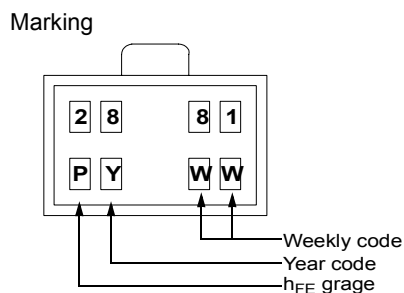 Marking
2 8 8 1
P Y W W
Weekly code
Year code
hFE grage